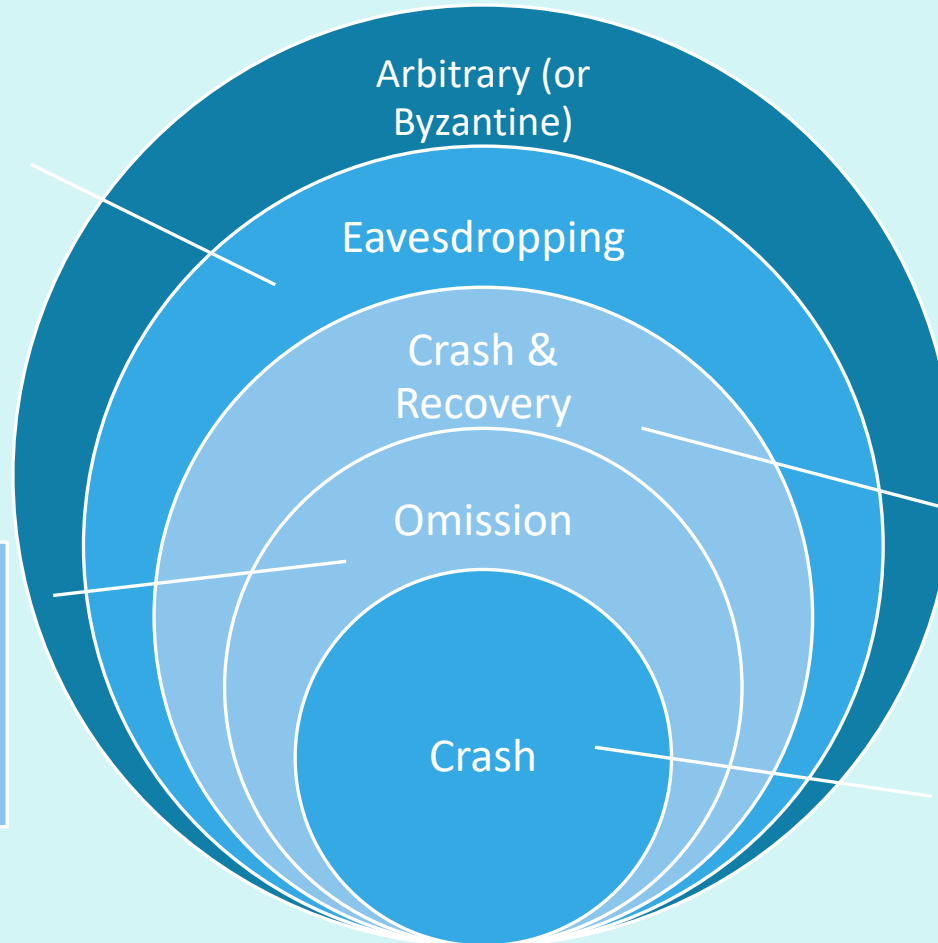 Arbitrary (or
Byzantine)
Eavesdropping
Crash &
Recovery
Omission
Crash